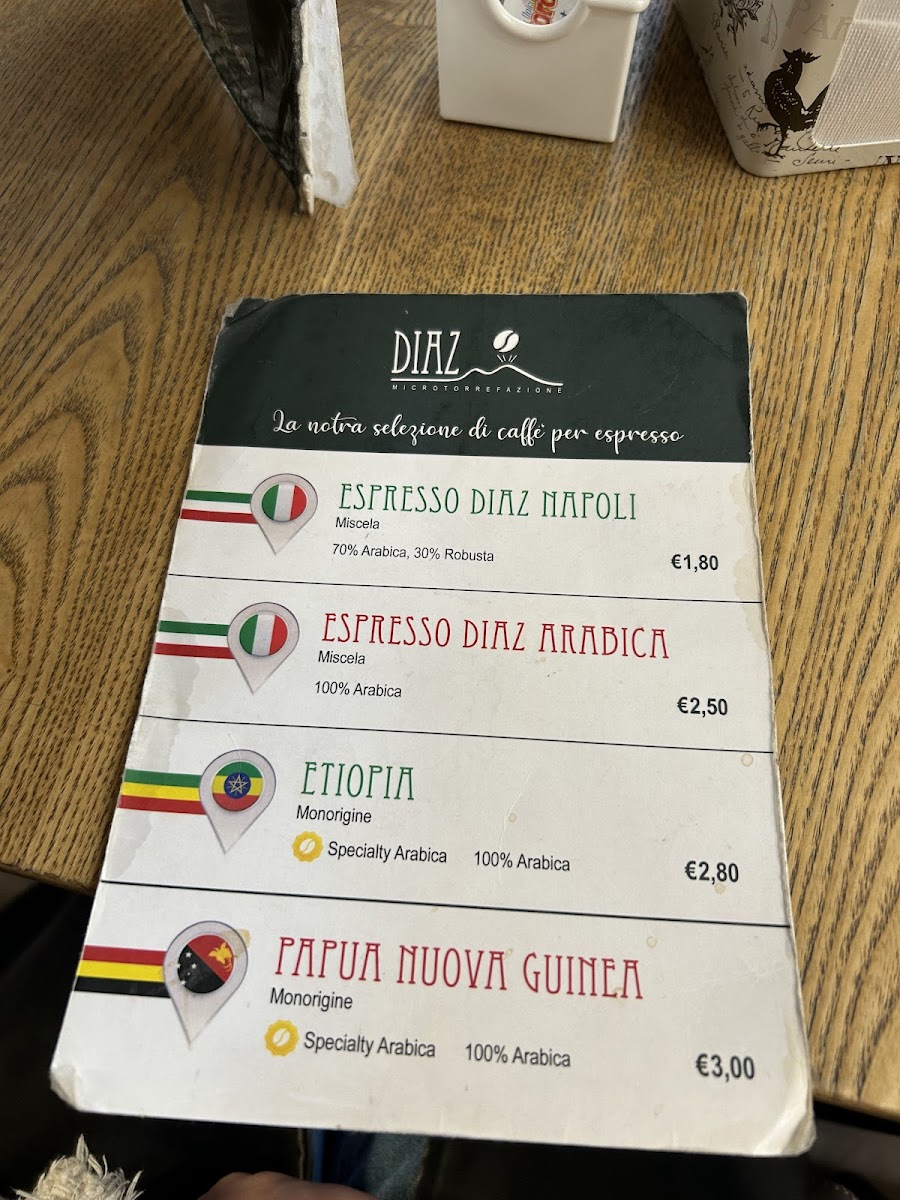 DIAZ
MICROTORREFAZIONE
La notra selezione di caffè per espresso
ESPRESSO DIAZ NAPOLI
Miscela
70% Arabica, 30% Robusta
€1,80
ESPRESSO DIAZ ARABICA
Miscela
100% Arabica
€2,50
ETIOPIA
Monorigine
Specialty Arabica 100% Arabica
€2,80
PAPUA NUOVA GUINEA
Monorigine
Specialty Arabica 100% Arabica
€3,00